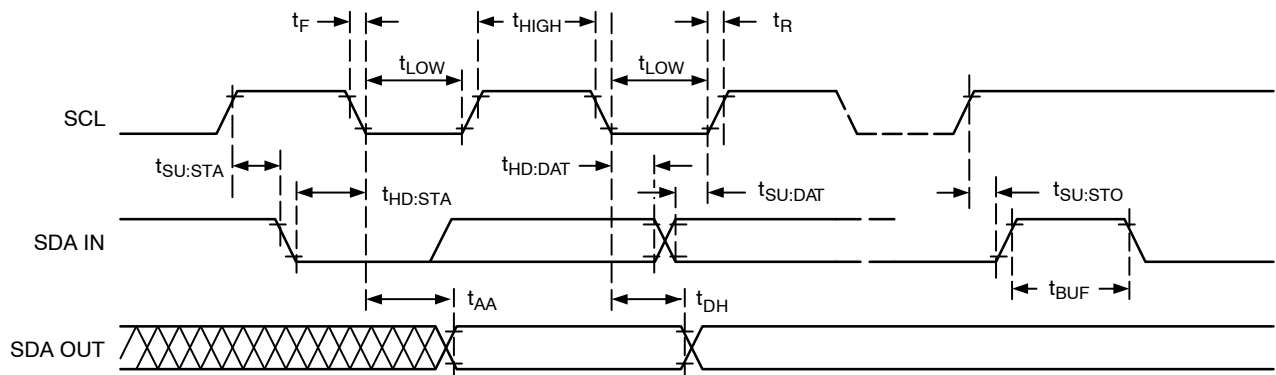 tF
tHIGH
tR
tLOW
tLOW
SCL
tSU:STA
tHD:STA
tHD:DAT
tSU:DAT
tSU:STO
SDA IN
tAA
tDH
tBUF
SDA OUT